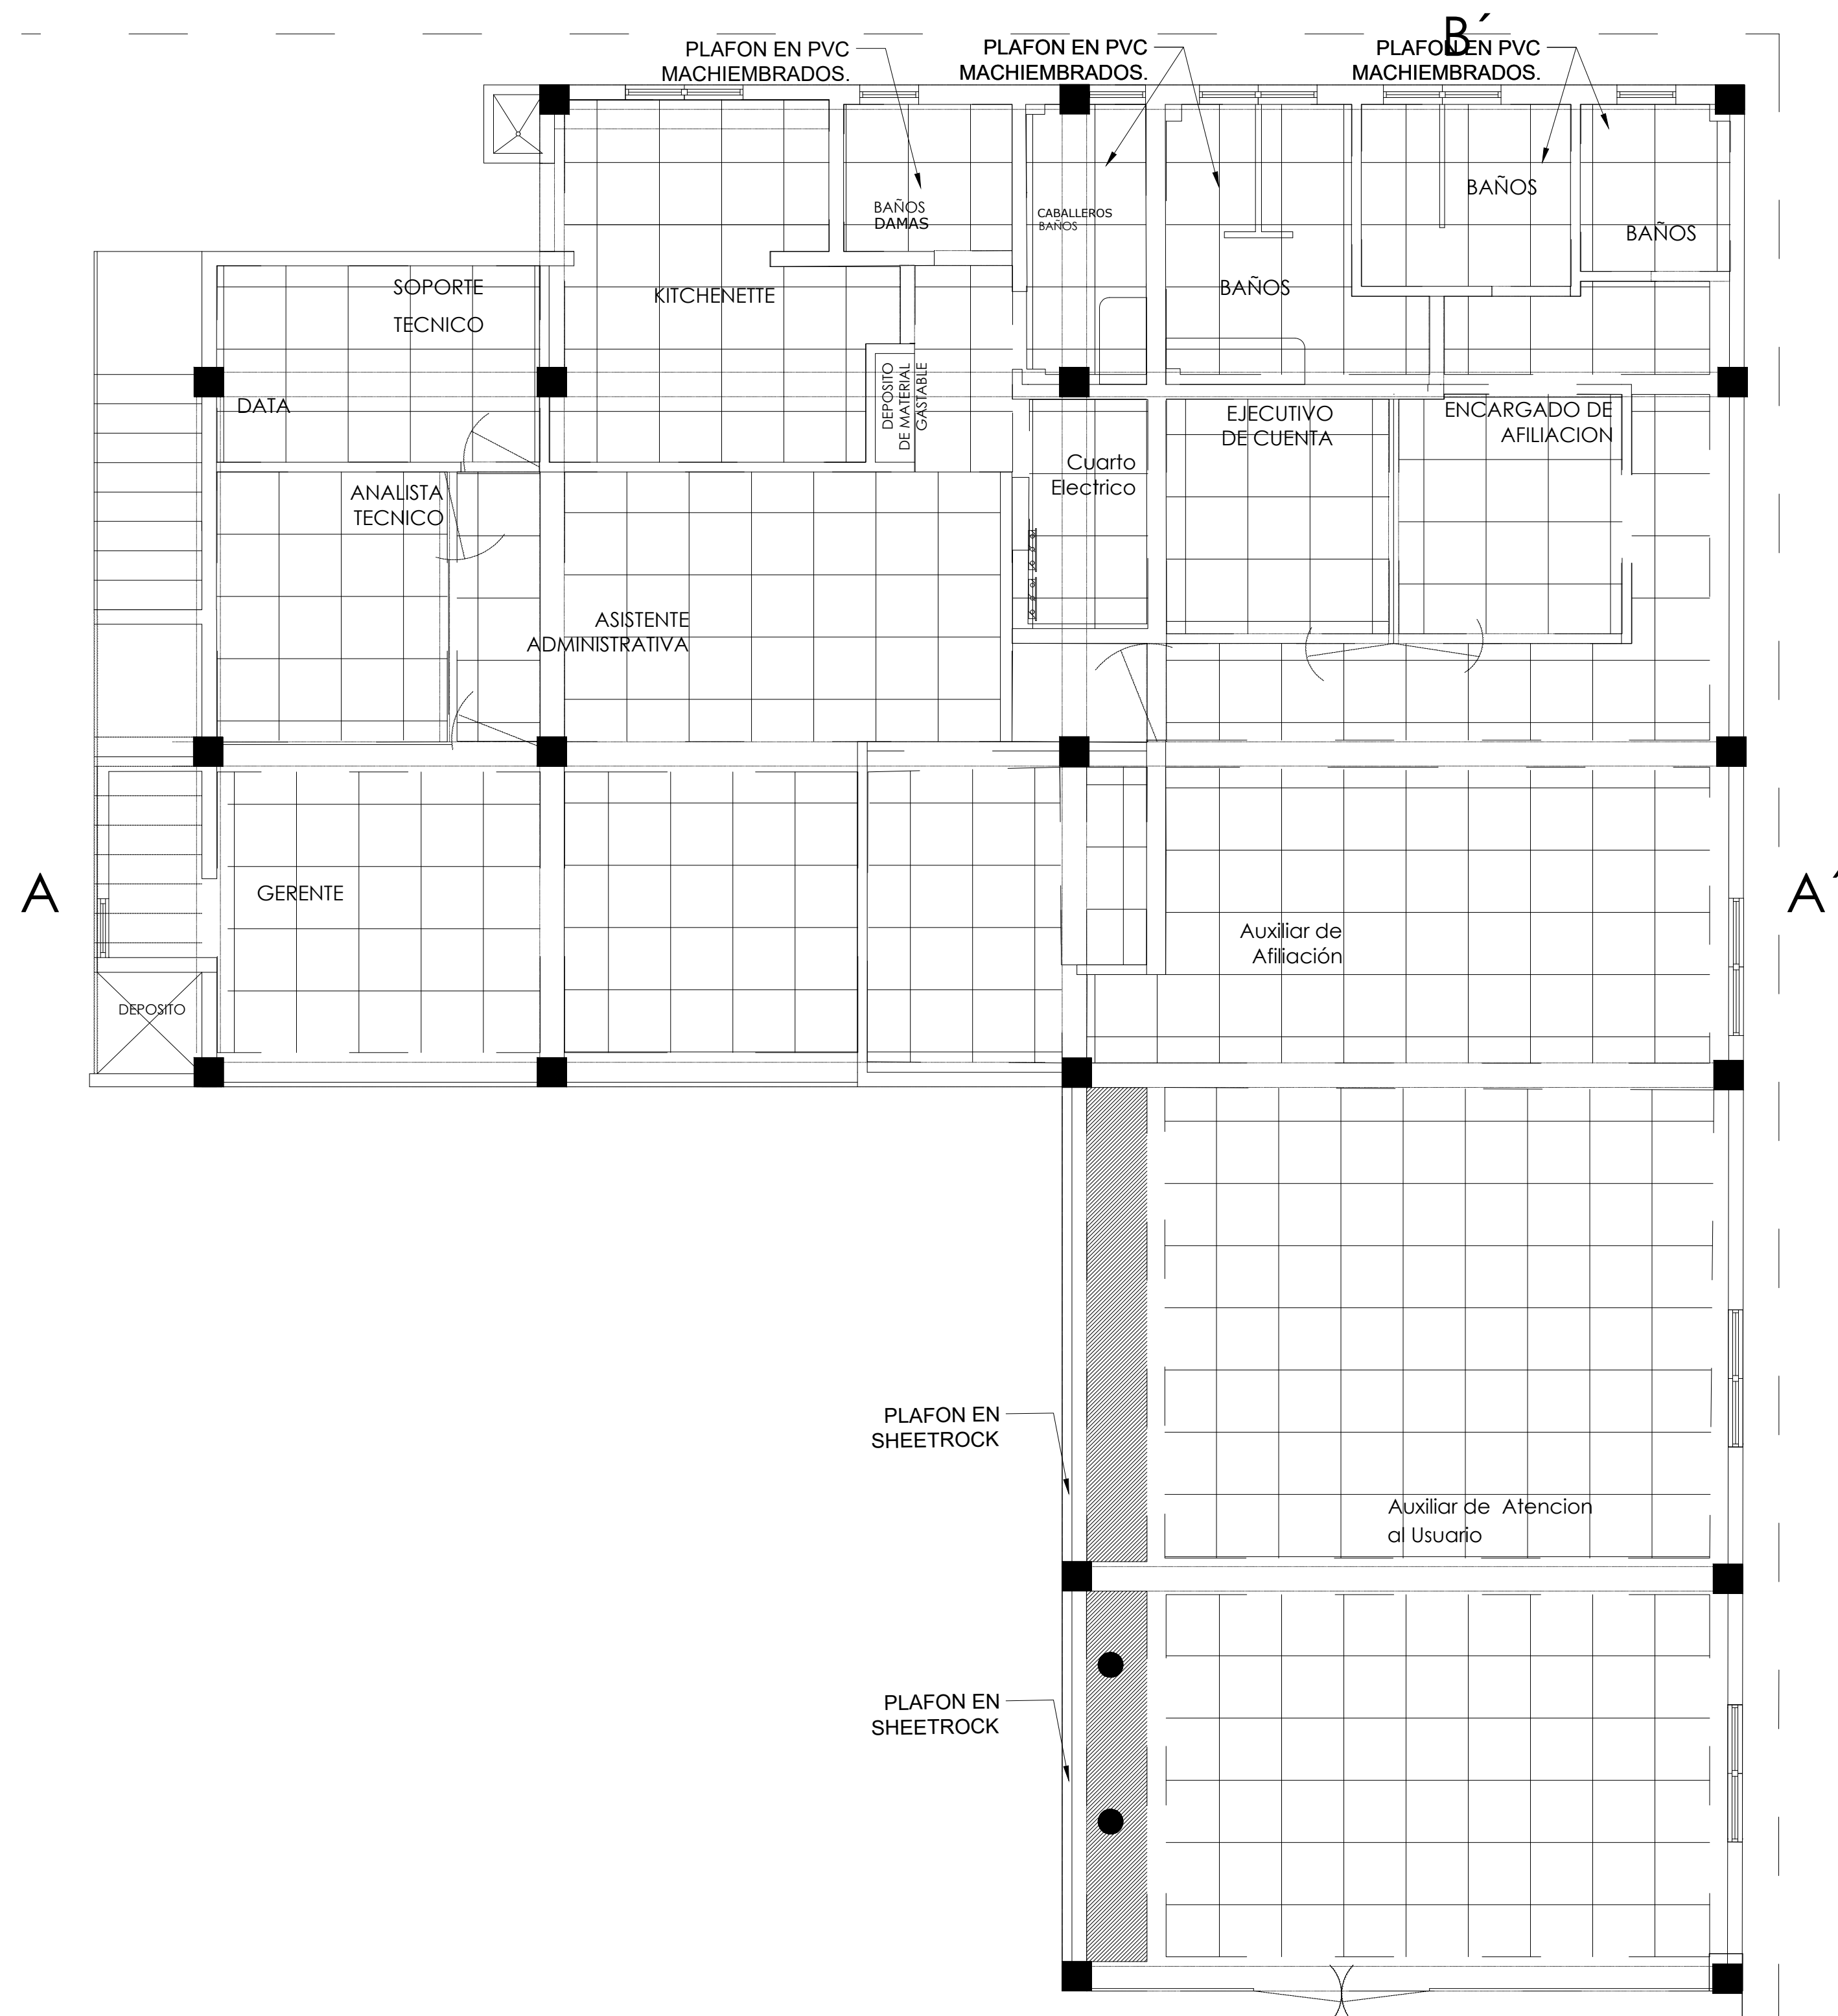 B´
PLAFON EN PVC
MACHIEMBRADOS.
PLAFON EN PVC
MACHIEMBRADOS.
PLAFON EN PVC
MACHIEMBRADOS.
BAÑOS
DAMAS
CABALLEROS
BAÑOS
BAÑOS
BAÑOS
BAÑOS
SOPORTE
TECNICO
KITCHENETTE
DATA
DEPOSITO
DE MATERIAL
GASTABLE
EJECUTIVO
DE CUENTA
ENCARGADO DE
AFILIACION
Cuarto
Electrico
ANALISTA
TECNICO
ASISTENTE
ADMINISTRATIVA
A
GERENTE
A´
Auxiliar de
Afiliación
DEPOSITO
PLAFON EN
SHEETROCK
Auxiliar de Atencion
al Usuario
PLAFON EN
SHEETROCK